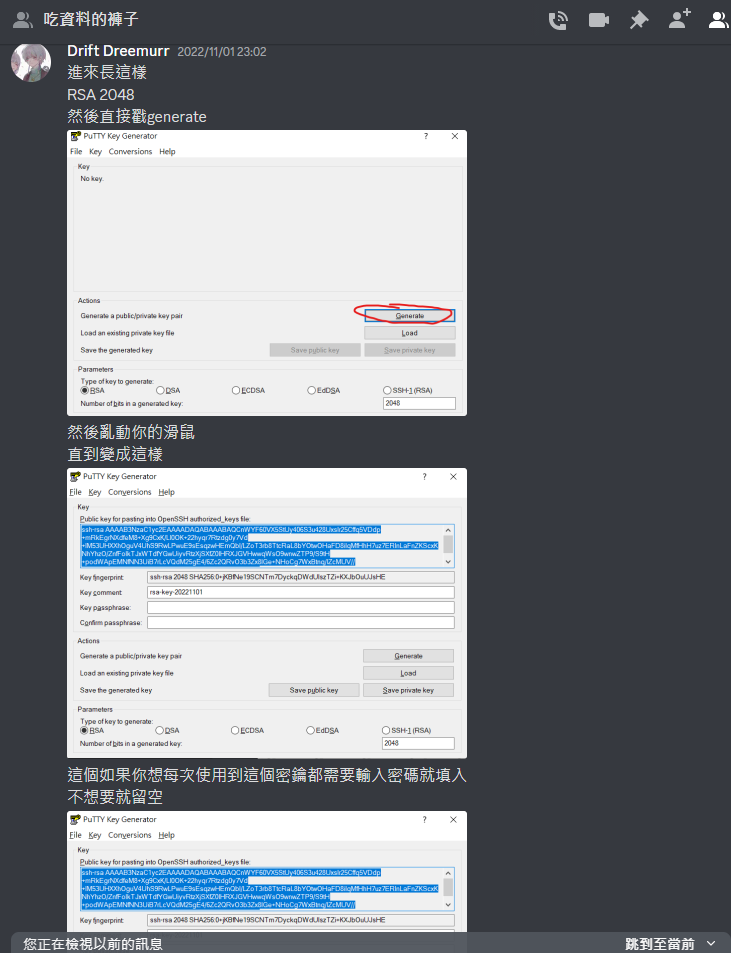 吃資料的褲子
Drift Dreemurr 2022/11/01 23:02
進來長這樣
RSA 2048
然後直接戳generate
PuTTY Key Generator ? ×
File Key Conversions Help
Key
No key.
Actions
Generate a public/private key pair Generate
Load an existing private key file Load
Save the generated key Save public key Save private key
Parameters
Type of key to generate:
RSA DSA ECDSA EdDSA SSH-1 (RSA)
Number of bits in a generated key: 2048
然後亂動你的滑鼠
直到變成這樣
PuTTY Key Generator ? ×
File Key Conversions Help
Key
Public key for pasting into OpenSSH authorized_keys file:
ssh-rsa
Key fingerprint: ssh-rsa 2048
Key comment: rsa-key-20221101
Key passphrase:
Confirm passphrase:
Actions
Generate a public/private key pair Generate
Load an existing private key file Load
Save the generated key Save public key Save private key
Parameters
Type of key to generate:
RSA DSA ECDSA EdDSA SSH-1 (RSA)
Number of bits in a generated key: 2048
這個如果你想每次使用到這個密鑰都需要輸入密碼就填入
不想要就留空
PuTTY Key Generator ? ×
File Key Conversions Help
Key
Public key for pasting into OpenSSH authorized_keys file:
ssh-rsa
Key fingerprint: ssh-rsa 2048
您正在檢視以前的訊息 跳到至當前